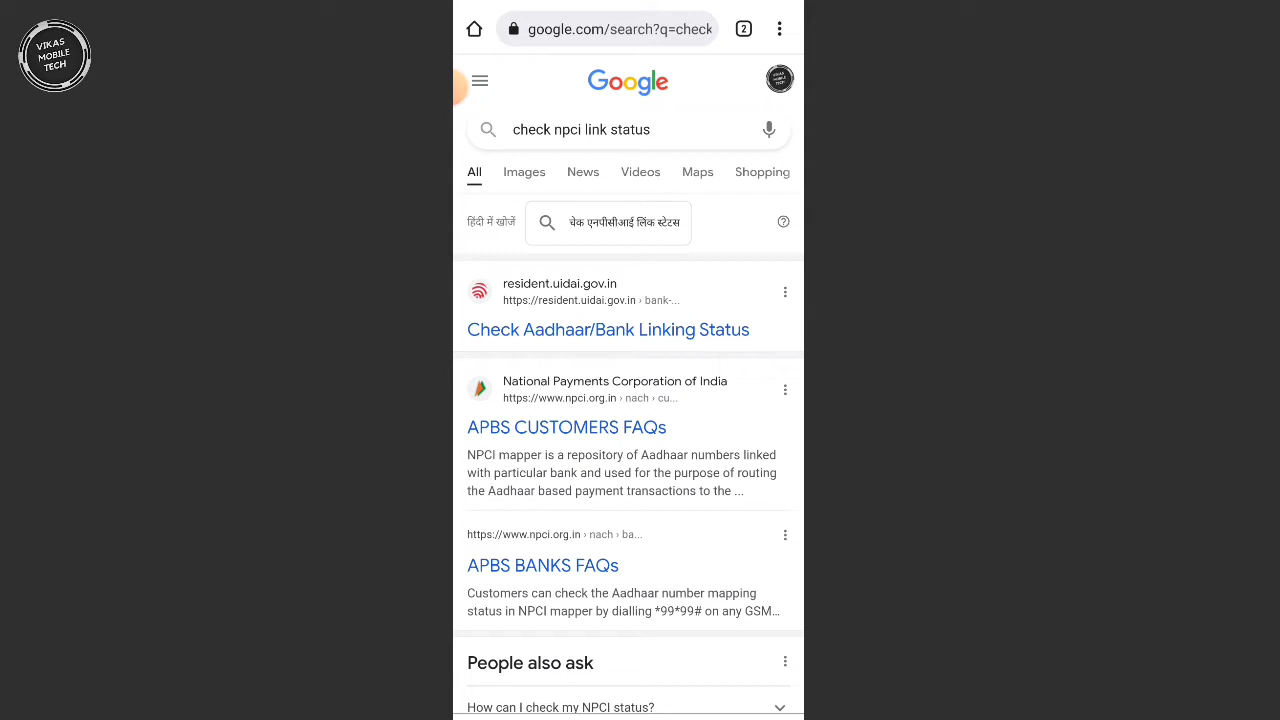 VIKAS
MOBILE
TECH
google.com/search?q=check
2
Google
check npci link status
All Images News Videos Maps Shopping
हिंदी में खोजें चेक एनपीसीआई लिंक स्टेटस
resident.uidai.gov.in
https://resident.uidai.gov.in › bank-...
Check Aadhaar/Bank Linking Status
National Payments Corporation of India
https://www.npci.org.in › nach › cu...
APBS CUSTOMERS FAQs
NPCI mapper is a repository of Aadhaar numbers linked
with particular bank and used for the purpose of routing
the Aadhaar based payment transactions to the ...
https://www.npci.org.in › nach › ba...
APBS BANKS FAQs
Customers can check the Aadhaar number mapping
status in NPCI mapper by dialling *99*99# on any GSM...
People also ask
How can I check my NPCI status?